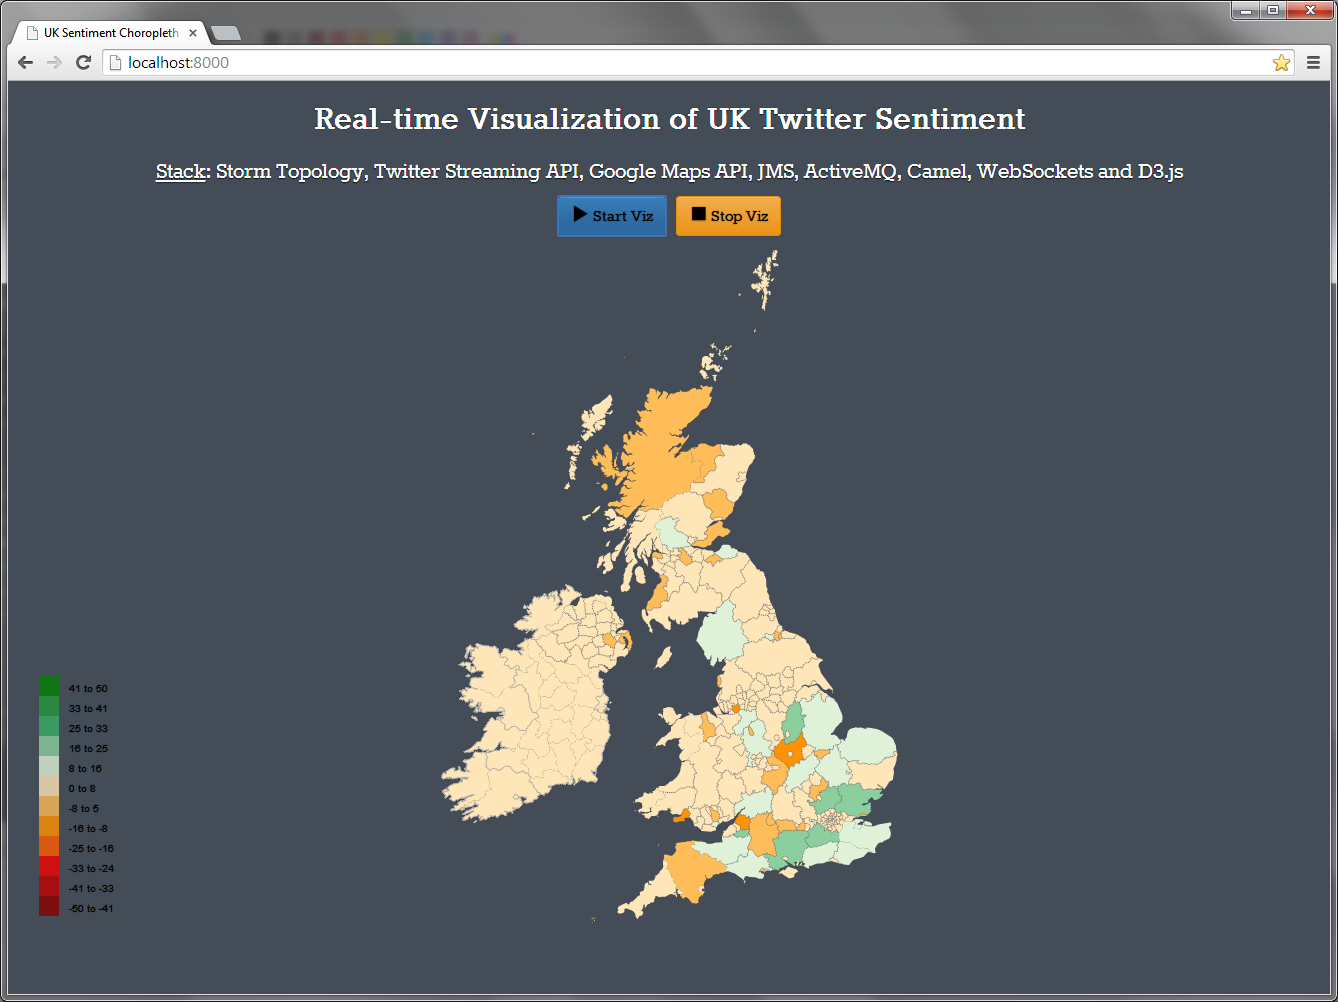 UK Sentiment Choropleth
localhost:8000
Real-time Visualization of UK Twitter Sentiment
Stack: Storm Topology, Twitter Streaming API, Google Maps API, JMS, ActiveMQ, Camel, WebSockets and D3.js
Start Viz
Stop Viz
41 to 50
33 to 41
25 to 33
16 to 25
8 to 16
0 to 8
-8 to 5
-16 to -8
-25 to -16
-33 to -24
-41 to -33
-50 to -41